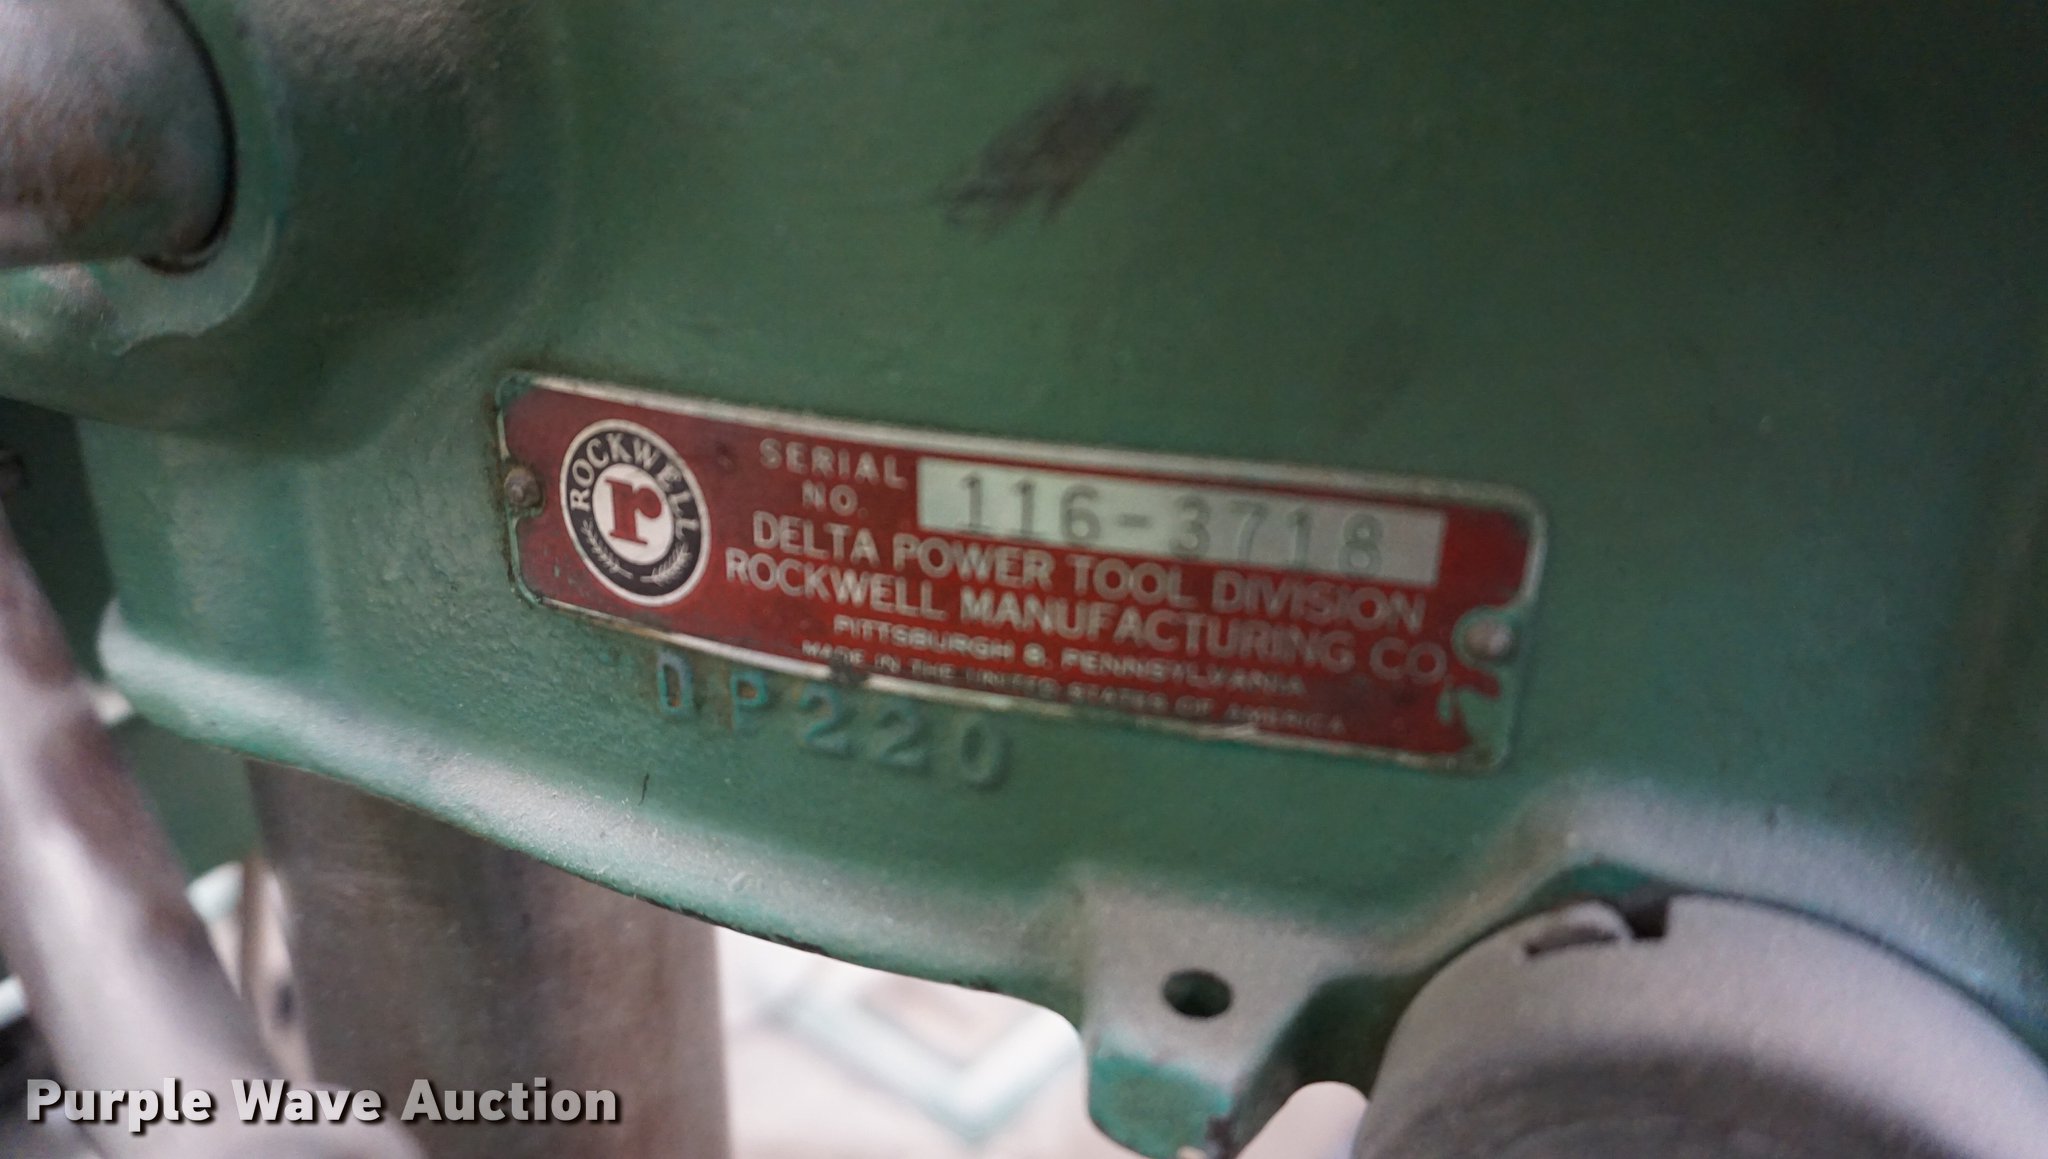 ROCKWELL
r
SERIAL
NO.
116-3718
DELTA POWER TOOL DIVISION
ROCKWELL MANUFACTURING CO.
PITTSBURGH 8, PENNSYLVANIA
MADE IN THE UNITED STATES OF AMERICA
DP220
Purple Wave Auction